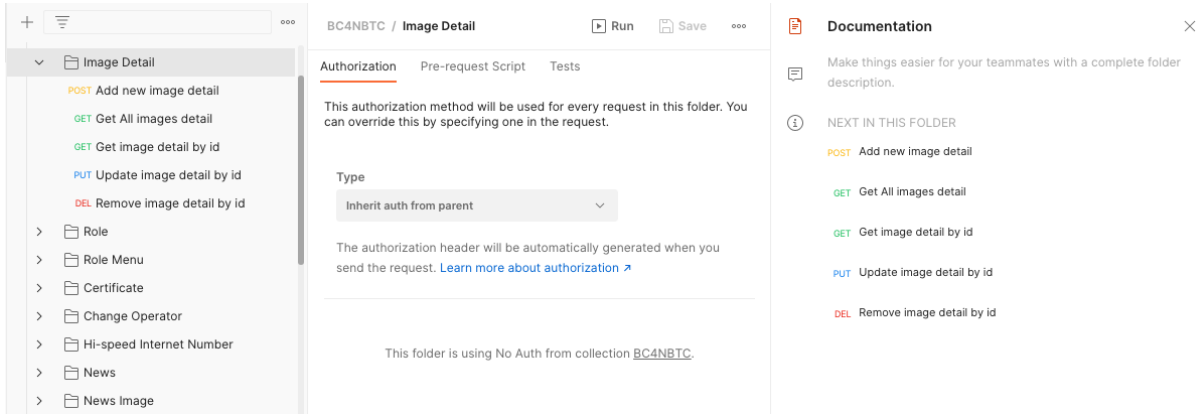 Image Detail
POST Add new image detail
GET Get All images detail
GET Get image detail by id
PUT Update image detail by id
DEL Remove image detail by id
Role
Role Menu
Certificate
Change Operator
Hi-speed Internet Number
News
News Image
BC4NBTC / Image Detail
Run
Save
Authorization
Pre-request Script
Tests
This authorization method will be used for every request in this folder. You
can override this by specifying one in the request.
Type
Inherit auth from parent
The authorization header will be automatically generated when you
send the request. Learn more about authorization ↗
This folder is using No Auth from collection BC4NBTC.
Documentation
Make things easier for your teammates with a complete folder
description.
NEXT IN THIS FOLDER
POST Add new image detail
GET Get All images detail
GET Get image detail by id
PUT Update image detail by id
DEL Remove image detail by id